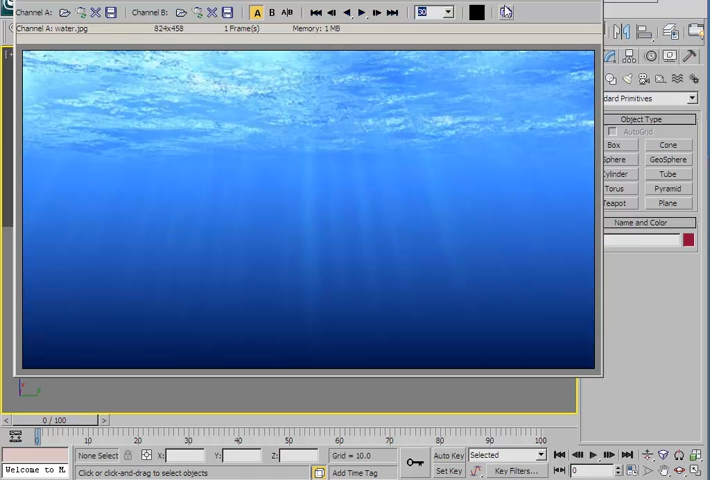 Channel A:
Channel B:
A
B
A|B
30
Channel A: water.jpg 824x458 1 Frame(s) Memory: 1 MB
dard Primitives
Object Type
AutoGrid
Box Cone
Sphere GeoSphere
Cylinder Tube
Torus Pyramid
Teapot Plane
Name and Color
< 0 / 100 >
0 10 20 30 40 50 60 70 80 90 100
None Select X: Y: Z: Grid = 10.0 Auto Key Selected
Welcome to M. Click or click-and-drag to select objects Add Time Tag Set Key Key Filters... 0